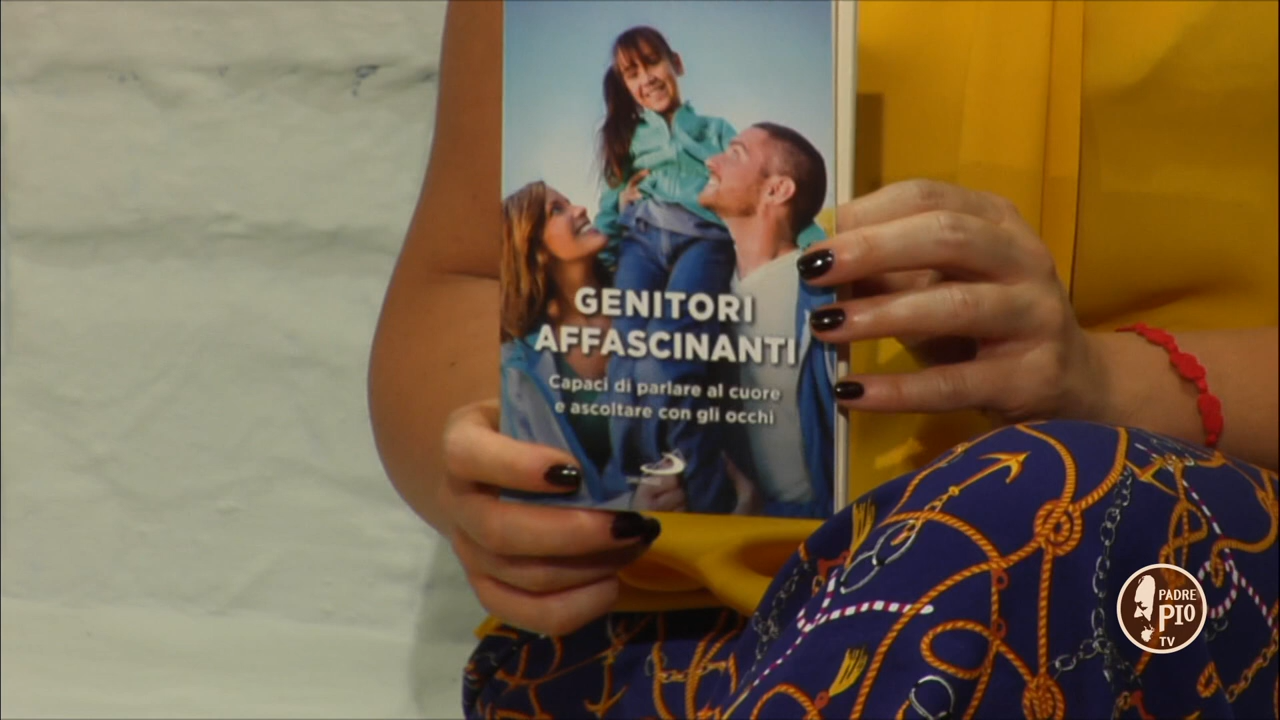 GENITORI
AFFASCINANTI
Capaci di parlare al cuore
e ascoltare con gli occhi
PADRE
PIO
TV